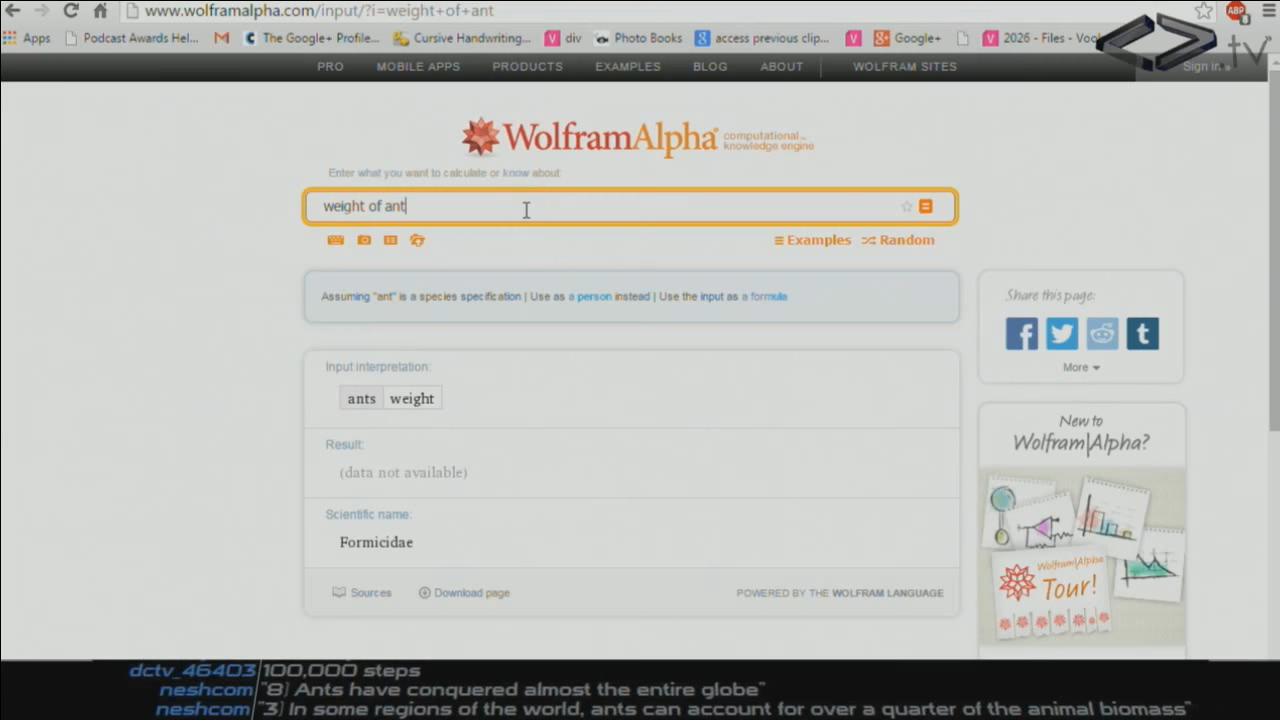 www.wolframalpha.com/input/?i=weight+of+ant
ABP
Apps Podcast Awards Hel... The Google+ Profile... Cursive Handwriting... div Photo Books access previous clip... Google+ 2026 - Files - Voo
.tv
PRO MOBILE APPS PRODUCTS EXAMPLES BLOG ABOUT WOLFRAM SITES Sign in
WolframAlpha computational knowledge engine
Enter what you want to calculate or know about:
weight of ant
Examples Random
Assuming "ant" is a species specification | Use as a person instead | Use the input as a formula
Share this page:
More
Input interpretation:
ants weight
Result:
(data not available)
Scientific name:
Formicidae
Sources Download page POWERED BY THE WOLFRAM LANGUAGE
New to
Wolfram|Alpha?
Wolfram|Alpha
Tour!
dctv_46403 100,000 steps
neshcom "8) Ants have conquered almost the entire globe"
neshcom "3) In some regions of the world, ants can account for over a quarter of the animal biomass"